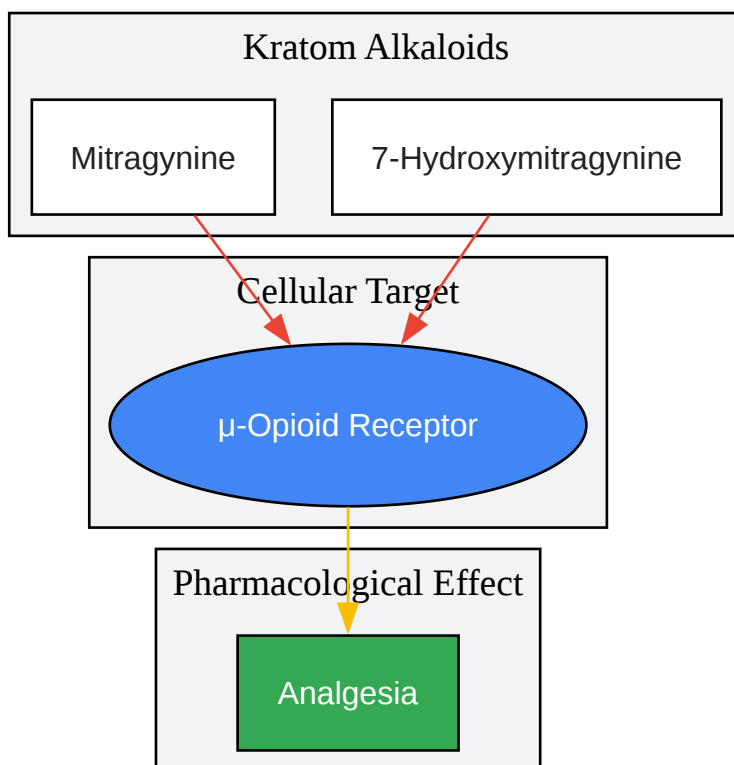 Kratom Alkaloids
Mitragynine
7-Hydroxymitragynine
Cellular Target
μ-Opioid Receptor
Pharmacological Effect
Analgesia